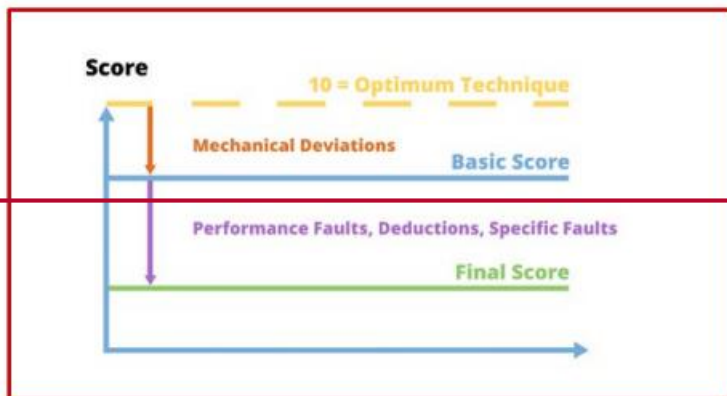 Score
10 = Optimum Technique
Mechanical Deviations
Basic Score
Performance Faults, Deductions, Specific Faults
Final Score